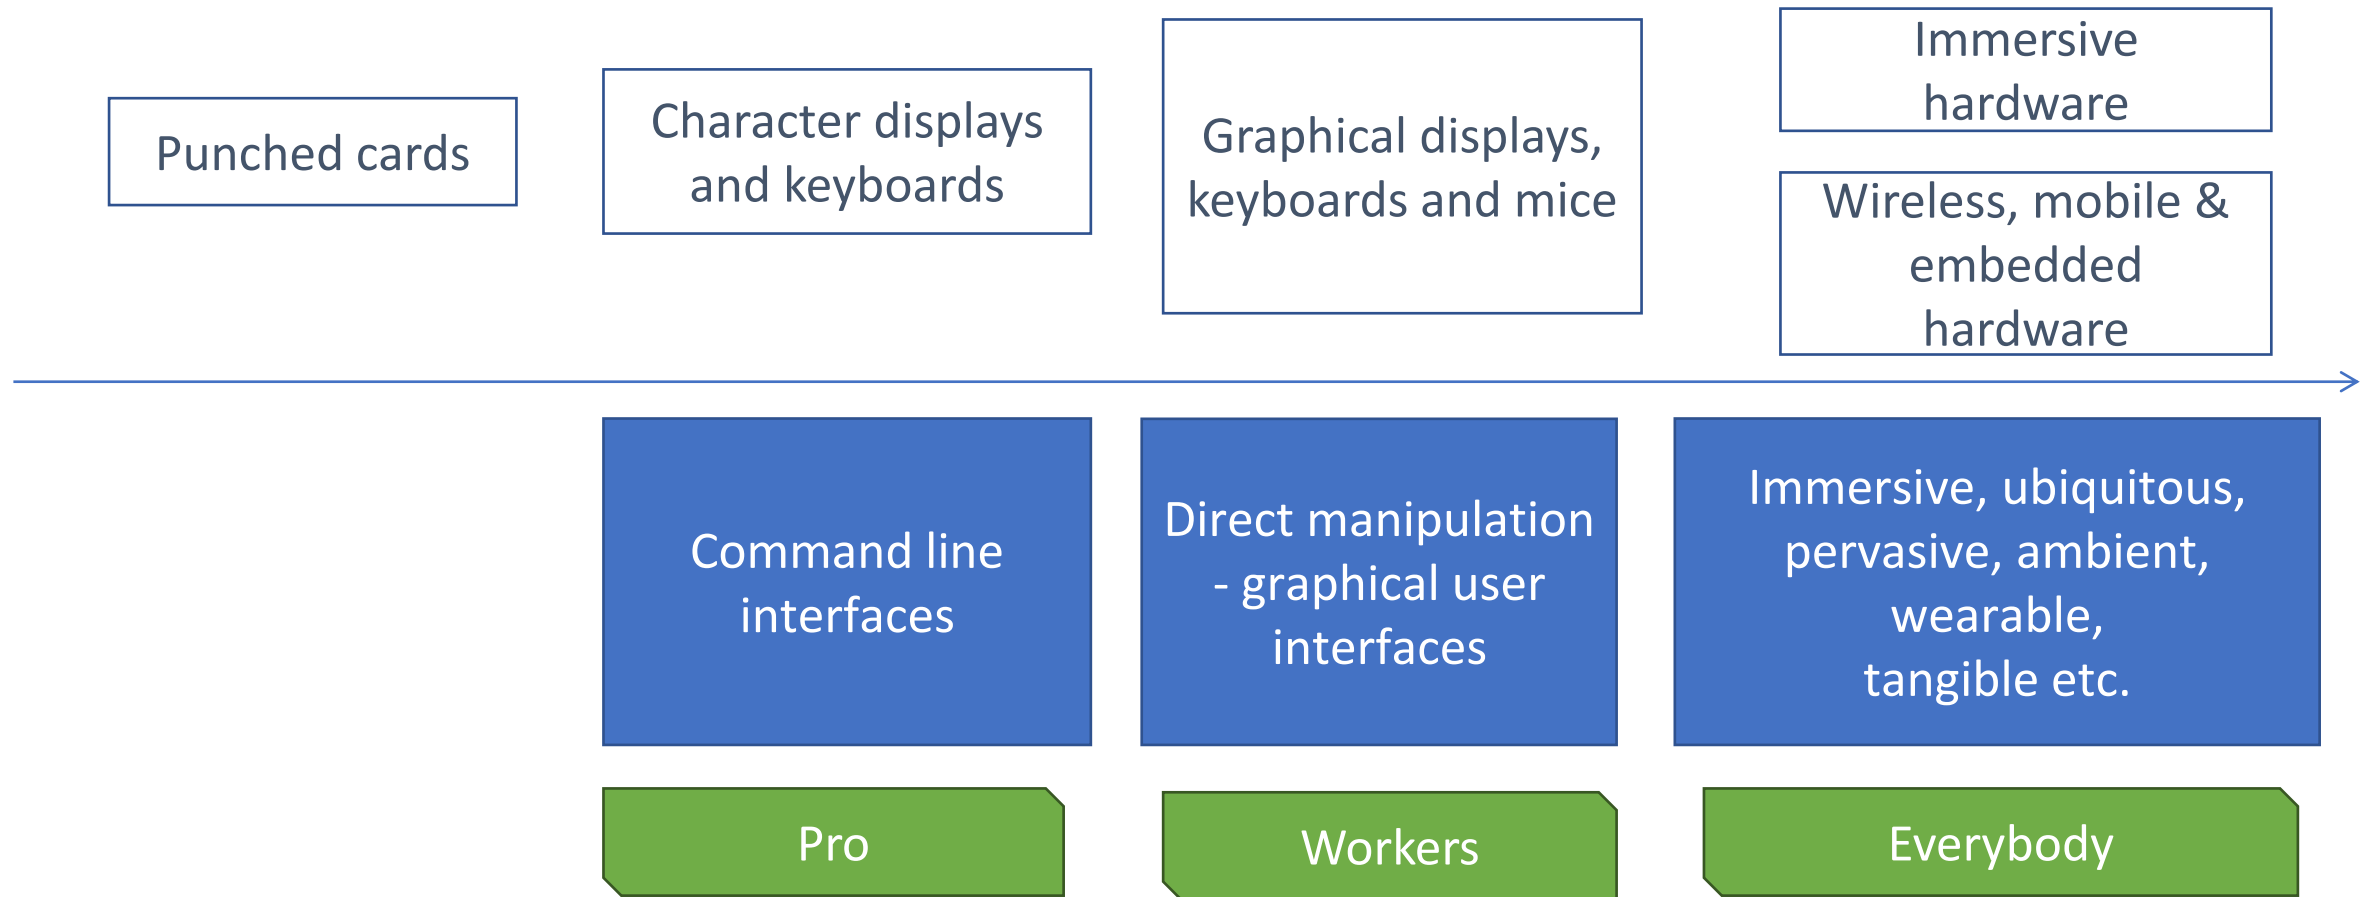 Punched cards
Character displays
and keyboards
Graphical displays,
keyboards and mice
Immersive
hardware
Wireless, mobile &
embedded
hardware
Command line
interfaces
Direct manipulation
- graphical user
interfaces
Immersive, ubiquitous,
pervasive, ambient,
wearable,
tangible etc.
Pro
Workers
Everybody